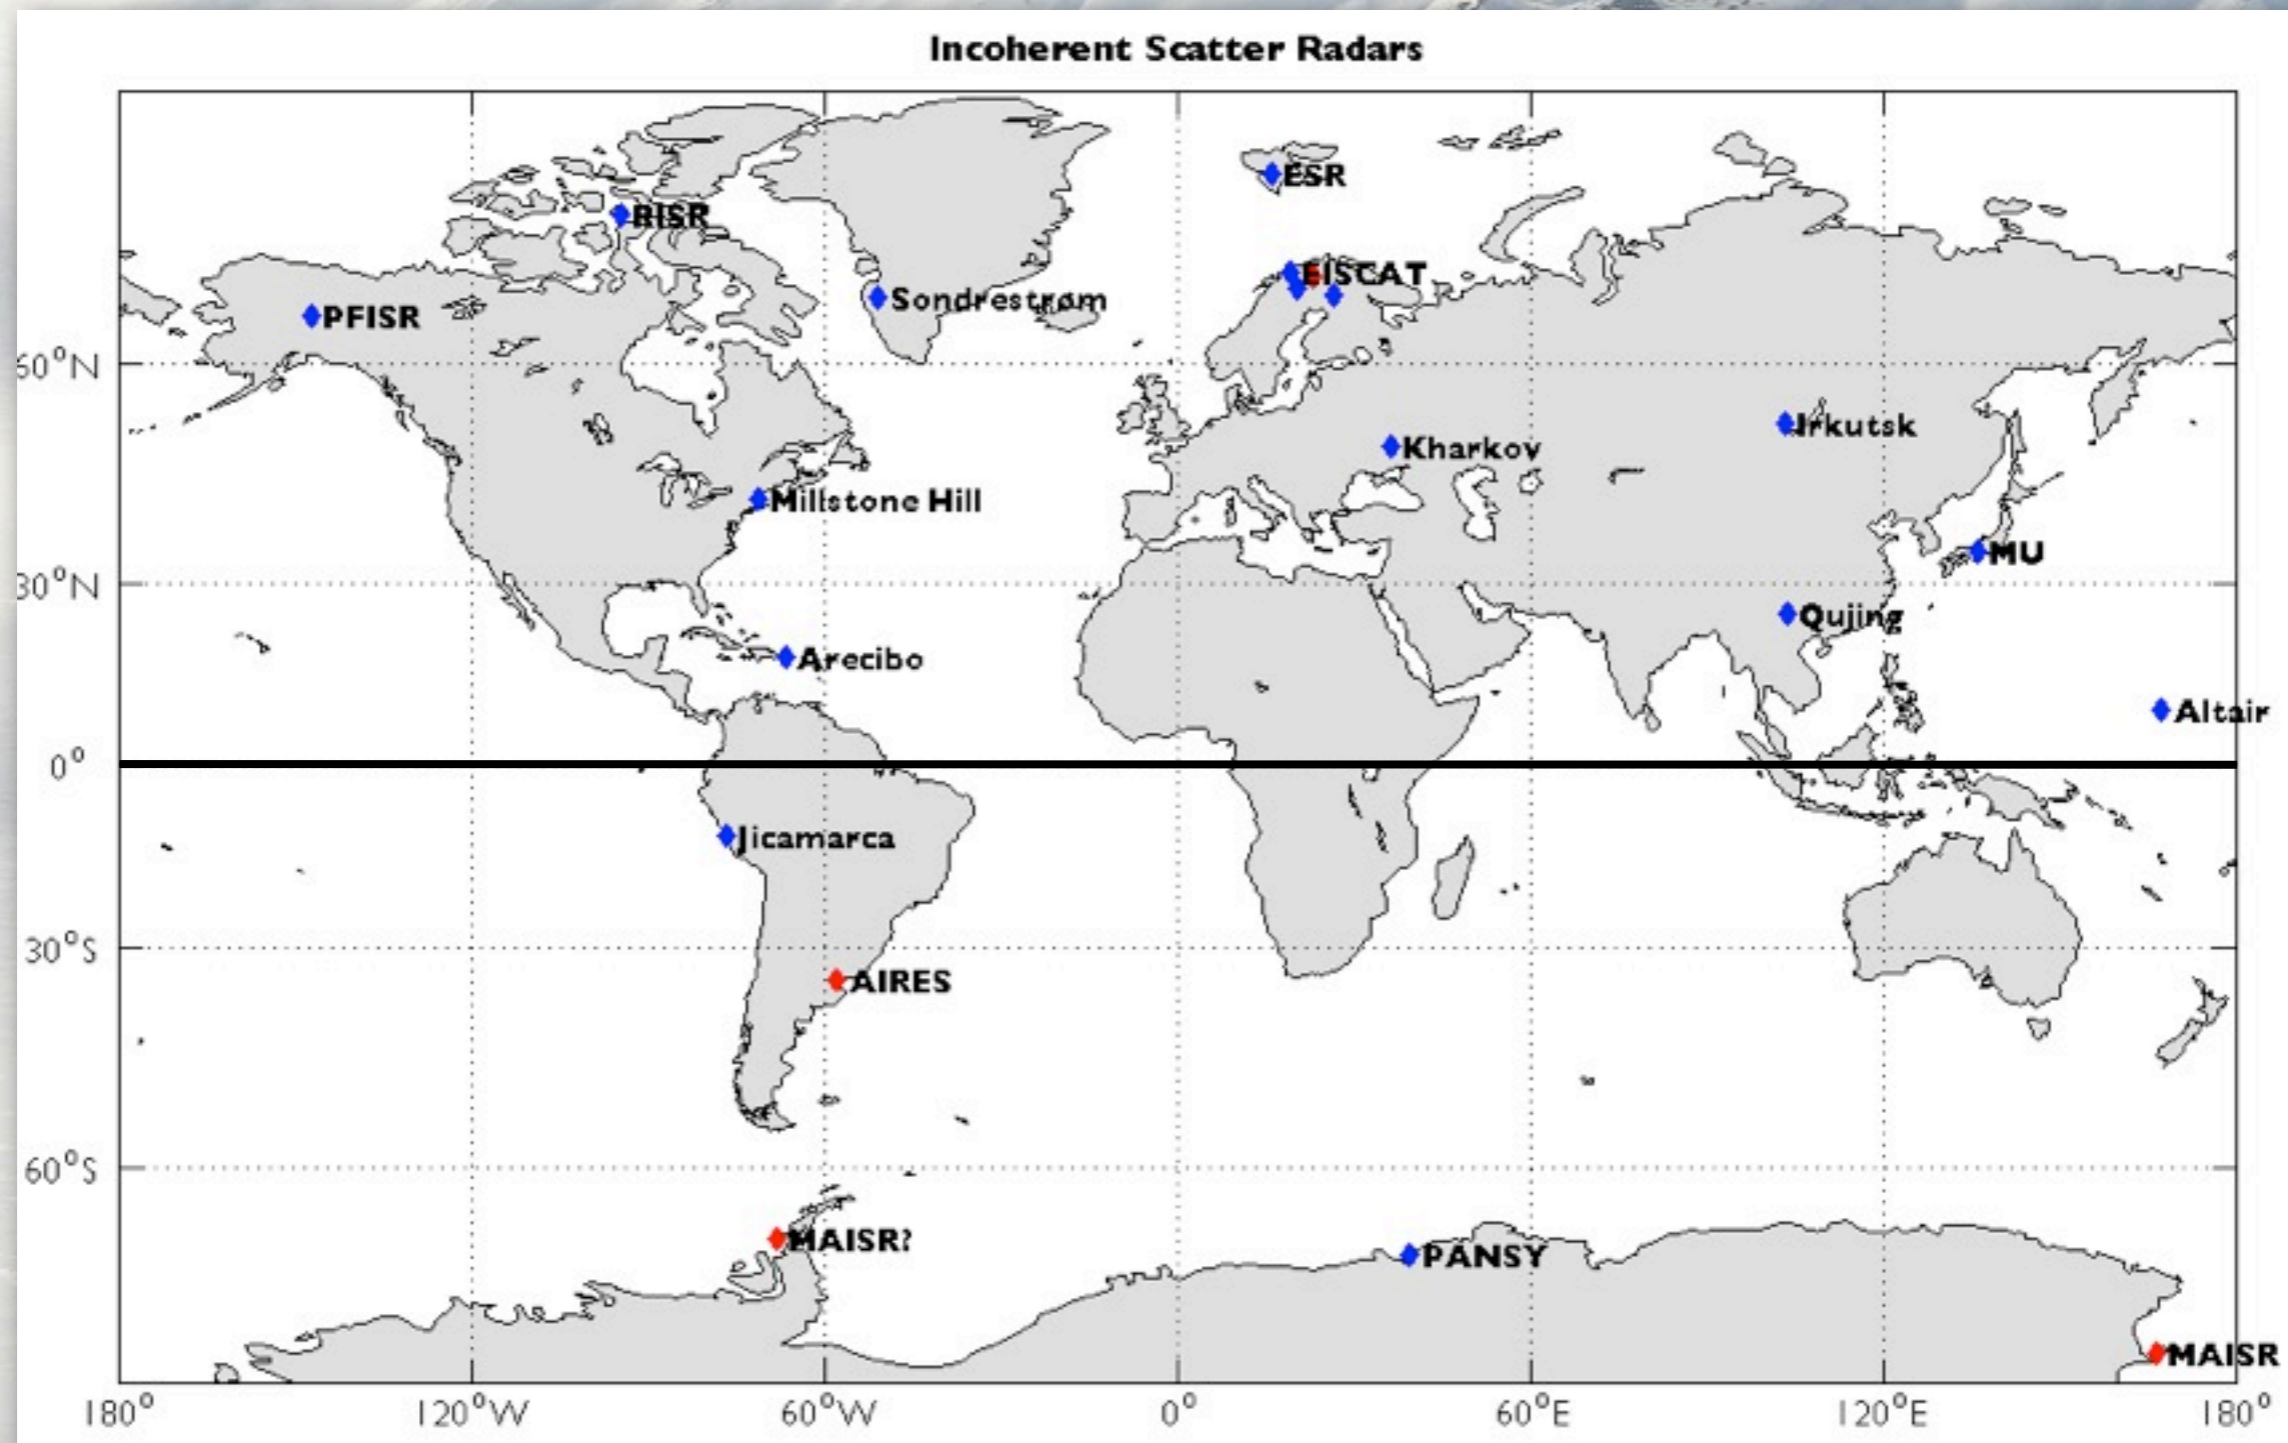 Incoherent Scatter Radars
ESR
RISR
EISCAT
Sondrestrøm
PFISR
60°N
Irkutsk
Kharkov
Millstone Hill
MU
30°N
Qujing
Arecibo
Altair
0°
Jicamarca
30°S
AIRES
60°S
MAISR?
PANSY
MAISR
180° 120°W 60°W 0° 60°E 120°E 180°